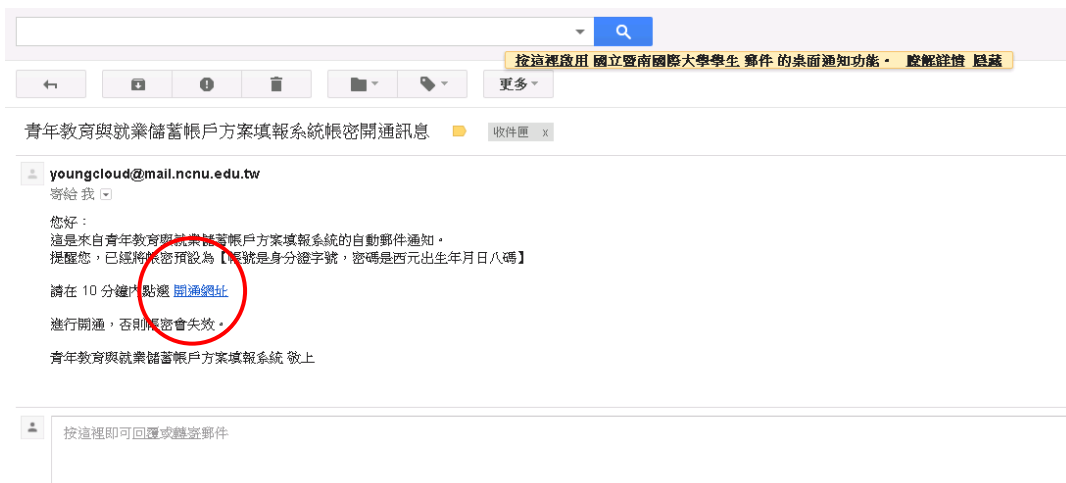 按這裡啟用 國立暨南國際大學學生 郵件 的桌面通知功能。 瞭解詳情 隱藏
更多
青年教育與就業儲蓄帳戶方案填報系統帳密開通訊息 收件匣 x
youngcloud@mail.ncnu.edu.tw
寄給 我
您好：
這是來自青年教育與就業儲蓄帳戶方案填報系統的自動郵件通知。
提醒您，已經將帳密預設為【帳號是身分證字號，密碼是西元出生年月日八碼】
請在 10 分鐘內點選 開通網址
進行開通，否則帳密會失效。
青年教育與就業儲蓄帳戶方案填報系統 敬上
按這裡即可回覆或轉寄郵件